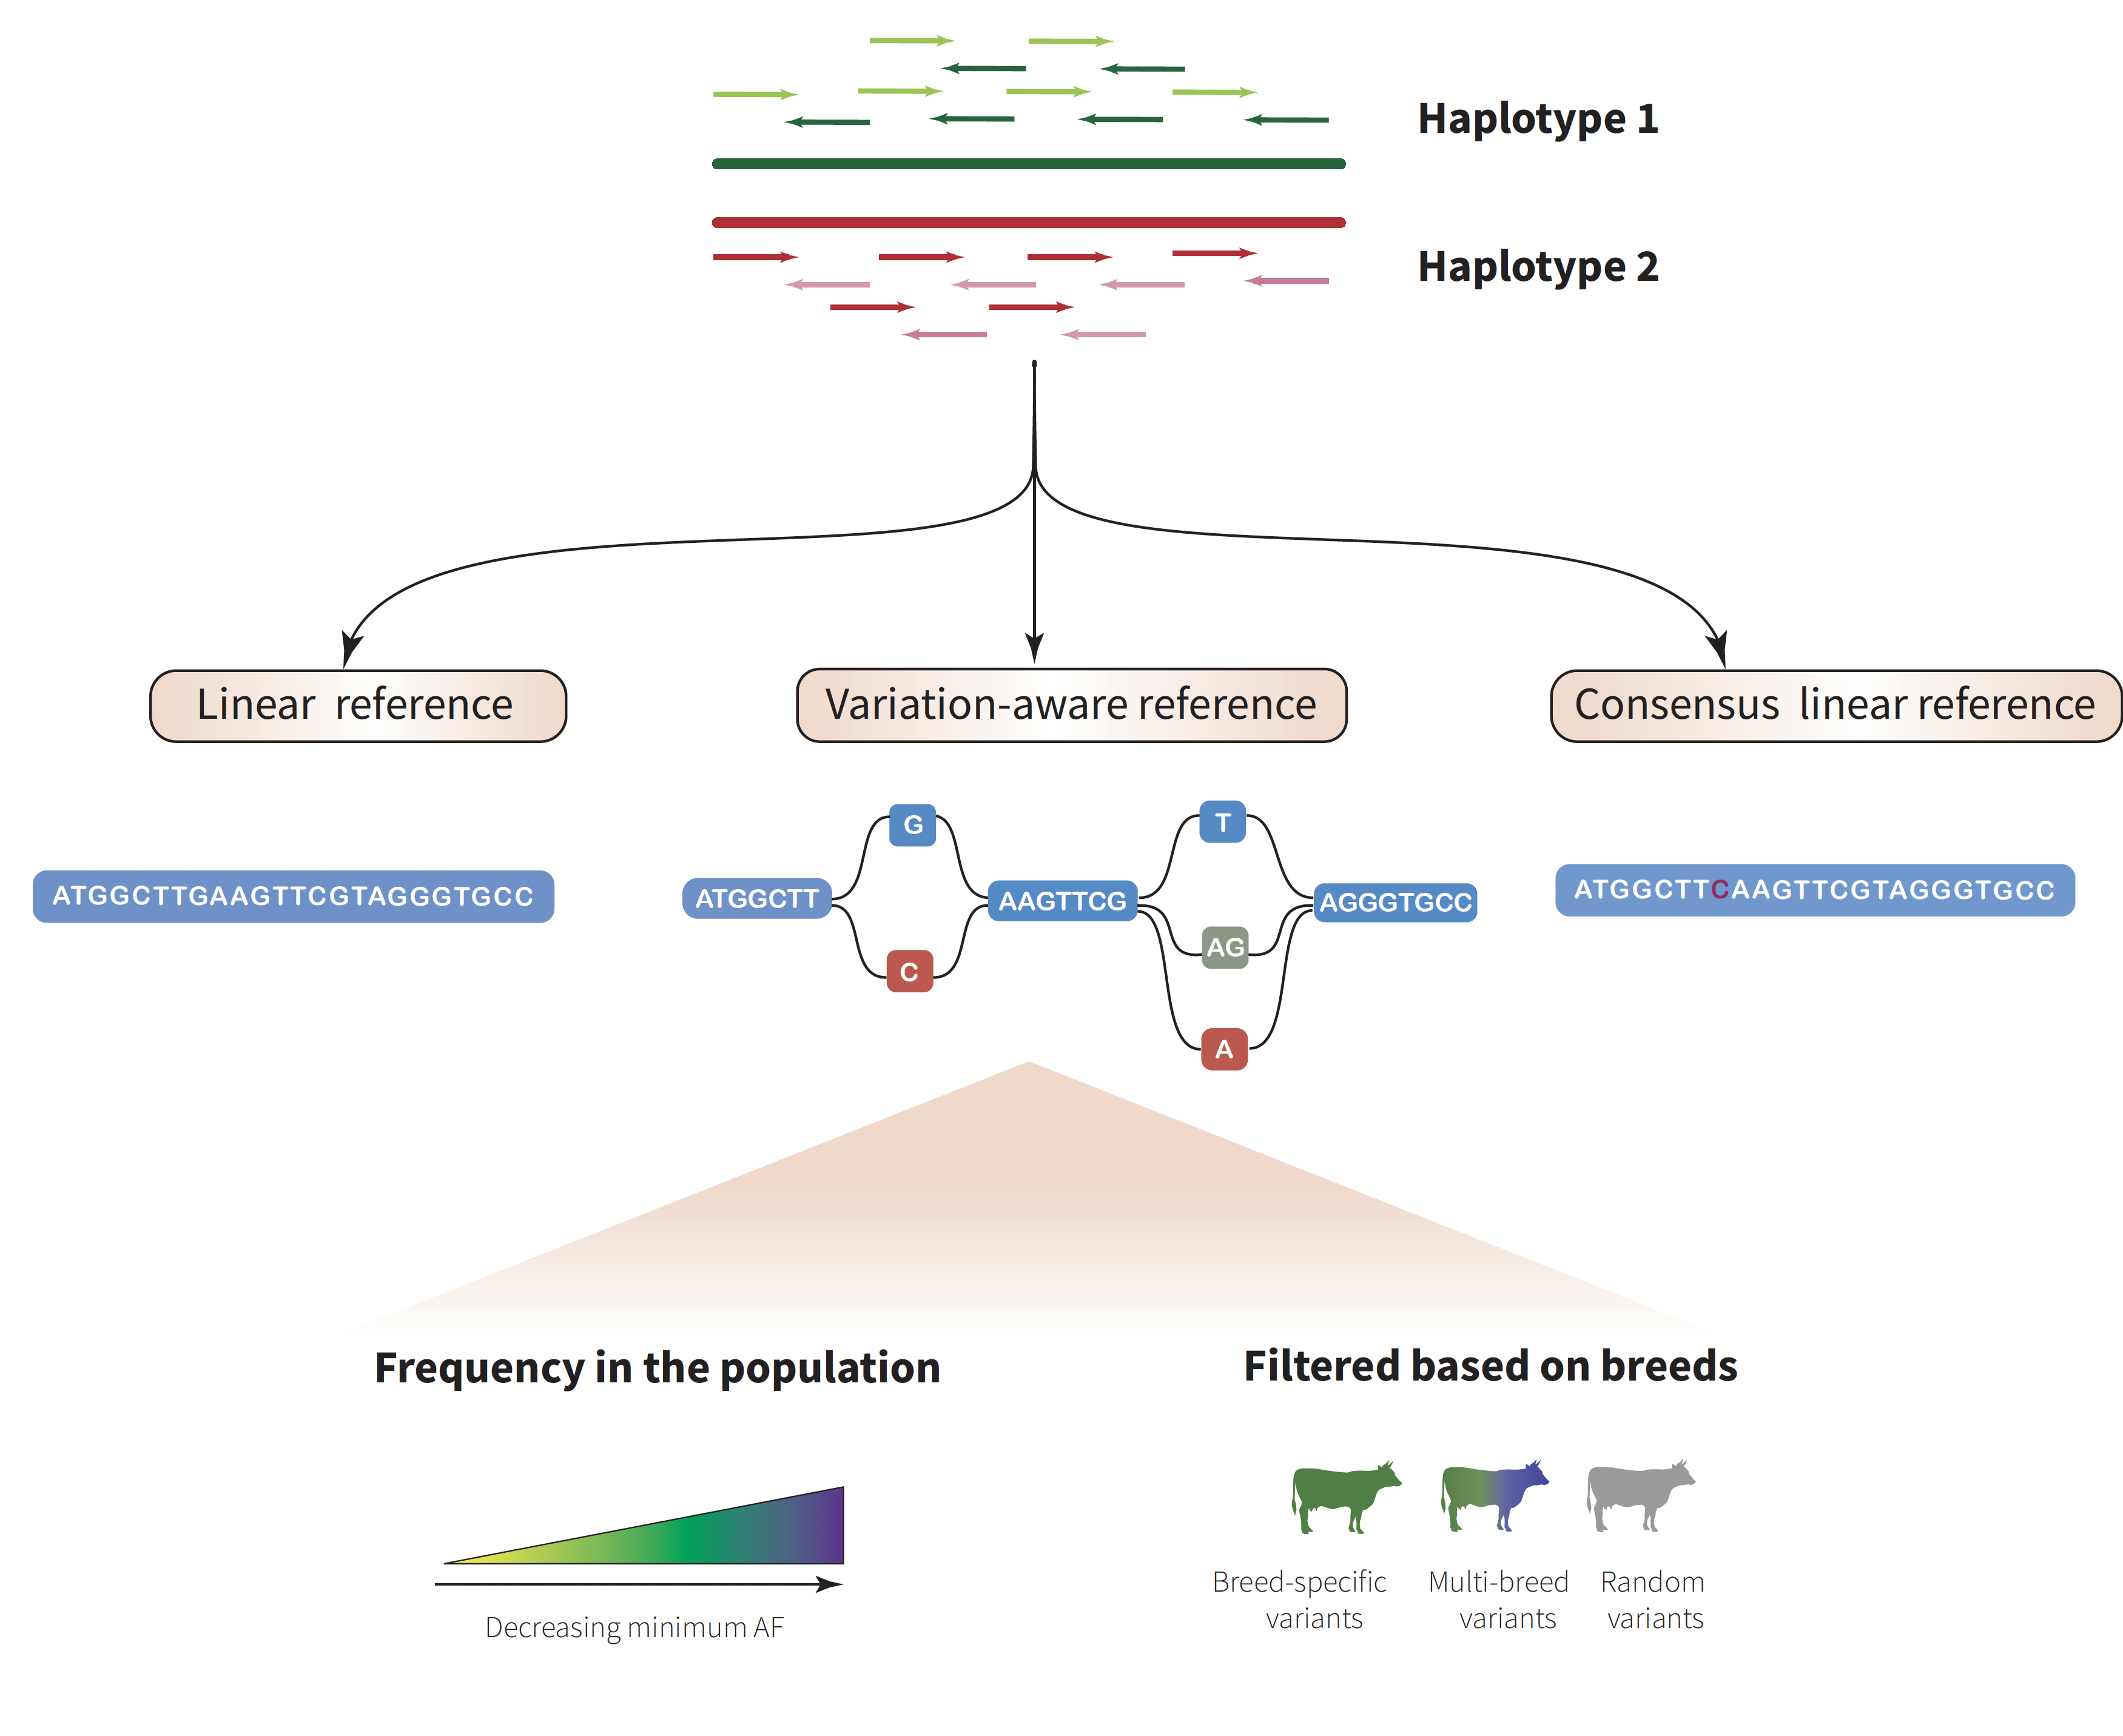 Haplotype 1
Haplotype 2
Linear reference
Variation-aware reference
Consensus linear reference
ATGGCTTGAAGTTCGTAGGGTGCC
ATGGCTT
G
C
AAGTTCG
T
AG
A
AGGGTGCC
ATGGCTTCAAGTTCGTAGGGTGCC
Frequency in the population
Decreasing minimum AF
Filtered based on breeds
Breed-specific
variants
Multi-breed
variants
Random
variants